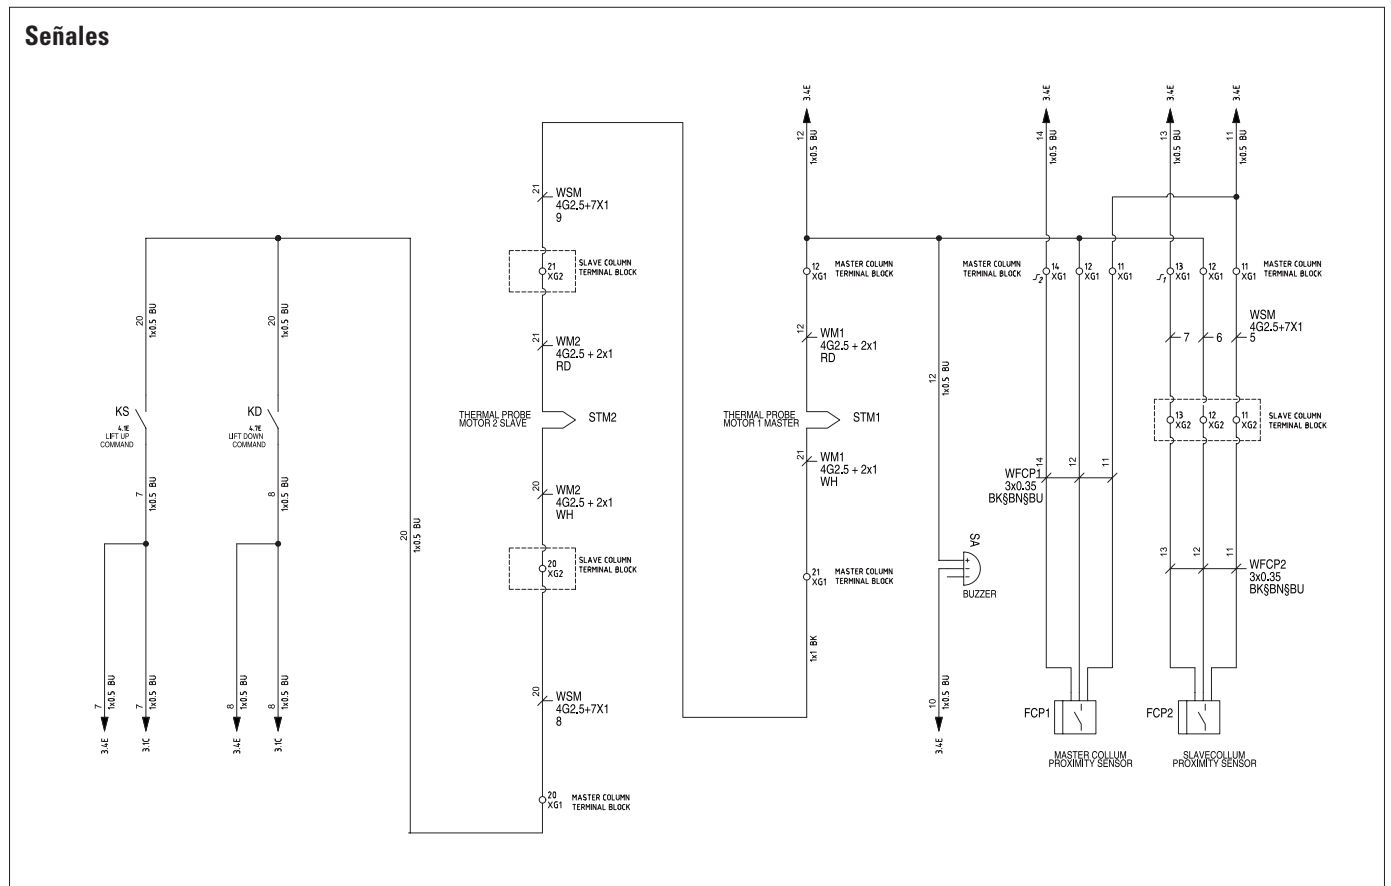 Señales
3.4E
12
1x0.5 BU
3.4E
14
1x0.5 BU
3.4E
13
1x0.5 BU
3.4E
11
1x0.5 BU
21
WSM
4G2.5+7X1
9
21
XG2
SLAVE COLUMN
TERMINAL BLOCK
12
XG1
MASTER COLUMN
TERMINAL BLOCK
MASTER COLUMN
TERMINAL BLOCK
14
XG1
12
XG1
11
XG1
13
XG1
12
XG1
11
XG1
MASTER COLUMN
TERMINAL BLOCK
2
1
20
1x0.5 BU
20
1x0.5 BU
21
WM2
4G2.5 + 2x1
RD
12
WM1
4G2.5 + 2x1
RD
WSM
4G2.5+7X1
7
6
5
12
1x0.5 BU
KS
4.1E
LIFT UP
COMMAND
KD
4.7E
LIFT DOWN
COMMAND
THERMAL PROBE
MOTOR 2 SLAVE
STM2
THERMAL PROBE
MOTOR 1 MASTER
STM1
13
XG2
12
XG2
11
XG2
SLAVE COLUMN
TERMINAL BLOCK
21
WM1
4G2.5 + 2x1
WH
WFCP1
3x0.35
BK§BN§BU
14
12
11
7
1x0.5 BU
8
1x0.5 BU
20
WM2
4G2.5 + 2x1
WH
20
1x0.5 BU
20
XG2
SLAVE COLUMN
TERMINAL BLOCK
21
XG1
MASTER COLUMN
TERMINAL BLOCK
SA
+
-
BUZZER
13
12
11
WFCP2
3x0.35
BK§BN§BU
1x1 BK
20
WSM
4G2.5+7X1
8
7
1x0.5 BU
3.4E
7
1x0.5 BU
3.1C
8
1x0.5 BU
3.4E
8
1x0.5 BU
3.1C
10
1x0.5 BU
3.4E
FCP1
MASTER COLLUM
PROXIMITY SENSOR
FCP2
SLAVECOLLUM
PROXIMITY SENSOR
20
XG1
MASTER COLUMN
TERMINAL BLOCK